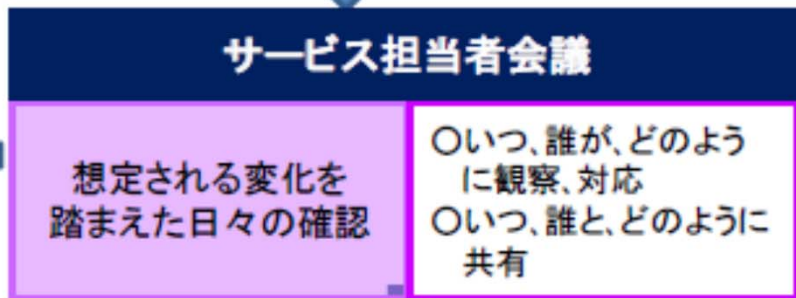 サービス担当者会議
想定される変化を
踏まえた日々の確認
○いつ、誰が、どのよう
に観察、対応
○いつ、誰と、どのように
共有